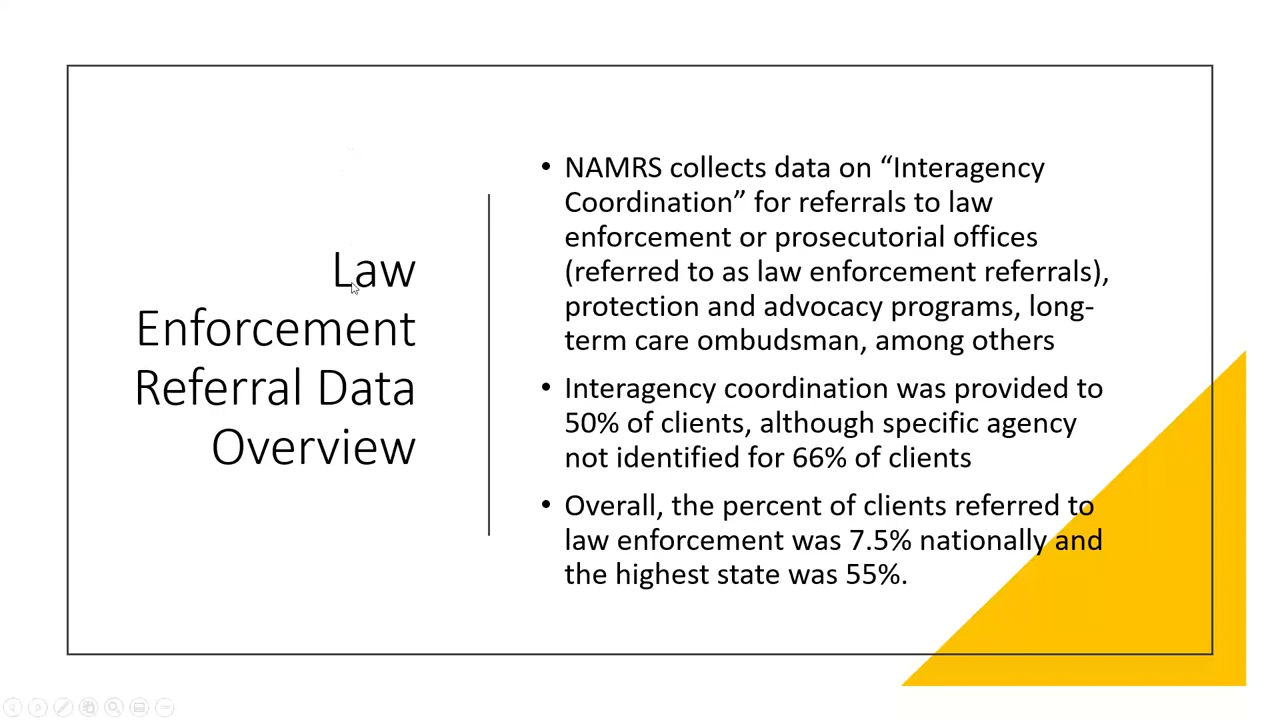 Law
Enforcement
Referral Data
Overview
• NAMRS collects data on “Interagency
Coordination” for referrals to law
enforcement or prosecutorial offices
(referred to as law enforcement referrals),
protection and advocacy programs, long-
term care ombudsman, among others
• Interagency coordination was provided to
50% of clients, although specific agency
not identified for 66% of clients
• Overall, the percent of clients referred to
law enforcement was 7.5% nationally and
the highest state was 55%.